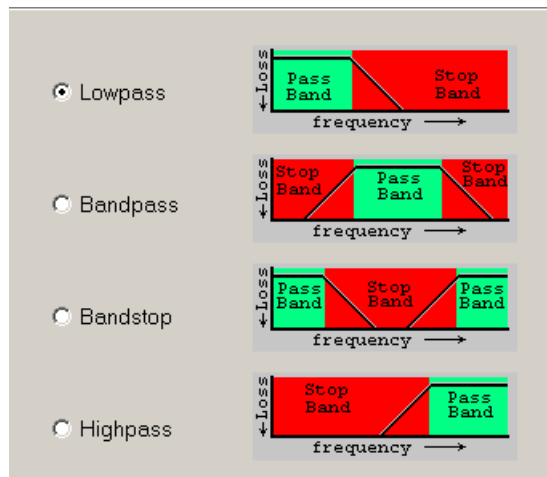 Lowpass
←Loss
Pass
Band
Stop
Band
frequency →
Bandpass
←Loss
Stop
Band
Pass
Band
Stop
Band
frequency →
Bandstop
←Loss
Pass
Band
Stop
Band
Pass
Band
frequency →
Highpass
←Loss
Stop
Band
Pass
Band
frequency →